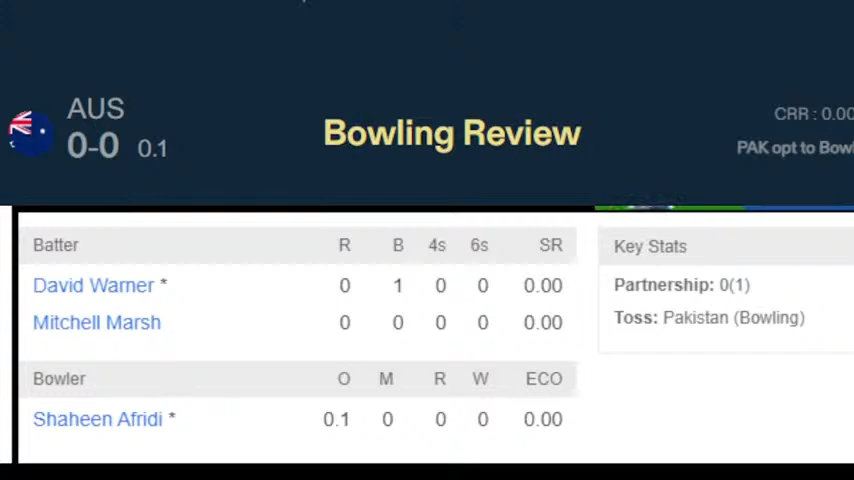 AUS
0-0 0.1
Bowling Review
CRR : 0.00
PAK opt to Bowl
Batter R B 4s 6s SR
David Warner * 0 1 0 0 0.00
Mitchell Marsh 0 0 0 0 0.00
Bowler O M R W ECO
Shaheen Afridi * 0.1 0 0 0 0.00
Key Stats
Partnership: 0(1)
Toss: Pakistan (Bowling)